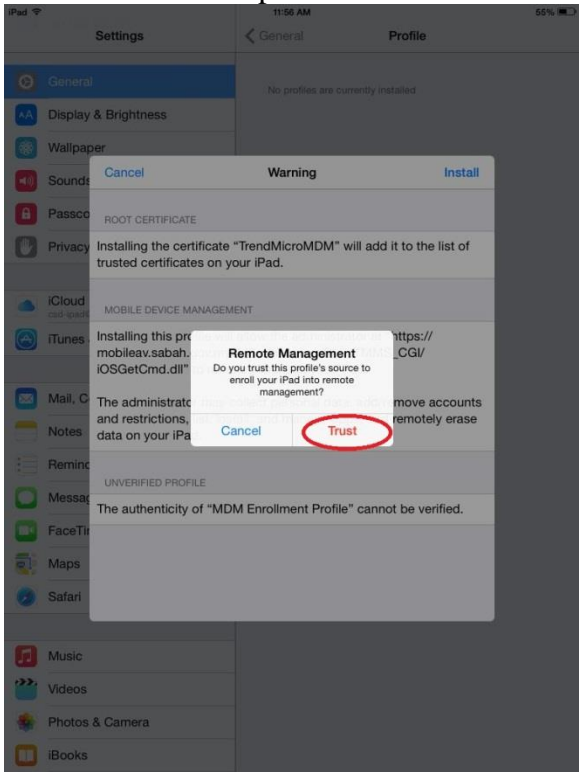 iPad
11:56 AM
55%
Settings
General
Profile
General
No profiles are currently installed
Display & Brightness
Wallpaper
Sounds
Passco
Privacy
iCloud
iTunes
Mail, C
Notes
Remind
Messag
FaceTi
Maps
Safari
Music
Videos
Photos & Camera
iBooks
Cancel
Warning
Install
ROOT CERTIFICATE
Installing the certificate “TrendMicroMDM” will add it to the list of
trusted certificates on your iPad.
MOBILE DEVICE MANAGEMENT
Installing this pro
https://
mobileav.sabah.
CGI/
iOSGetCmd.dll”
The administrato
emove accounts
and restrictions,
remotely erase
data on your iPa
UNVERIFIED PROFILE
The authenticity of “MDM Enrollment Profile” cannot be verified.
Remote Management
Do you trust this profile's source to
enroll your iPad into remote
management?
Cancel
Trust